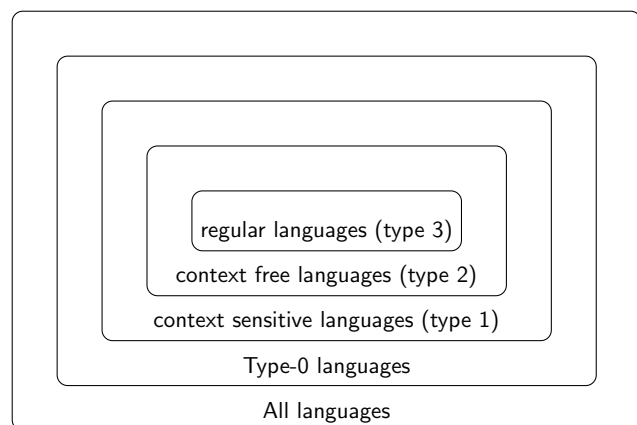 regular languages (type 3)
context free languages (type 2)
context sensitive languages (type 1)
Type-0 languages
All languages